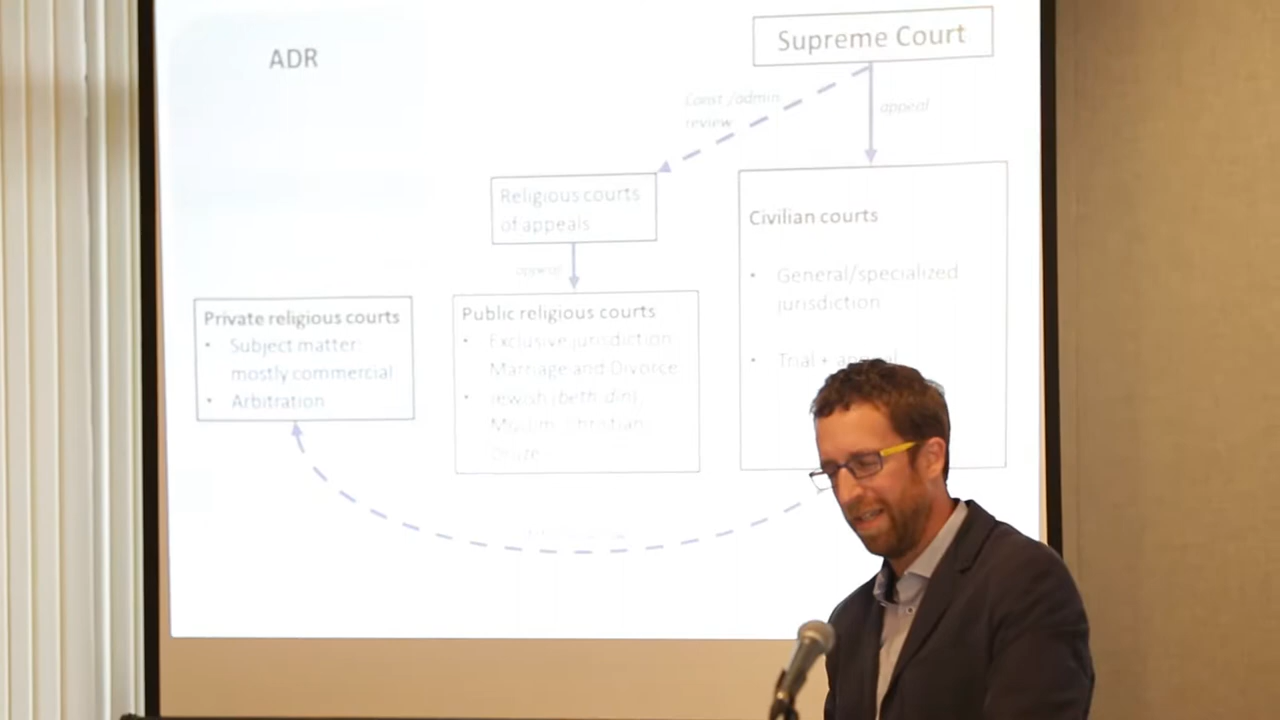 ADR
Supreme Court
Const./admin
review
appeal
Religious courts
of appeals
appeal
Private religious courts
• Subject matter:
mostly commercial
• Arbitration
Public religious courts
• Exclusive jurisdiction
Marriage and Divorce
• Jewish (beth din),
Muslim, Christian,
Druze
Civilian courts
• General/specialized
jurisdiction
• Trial +